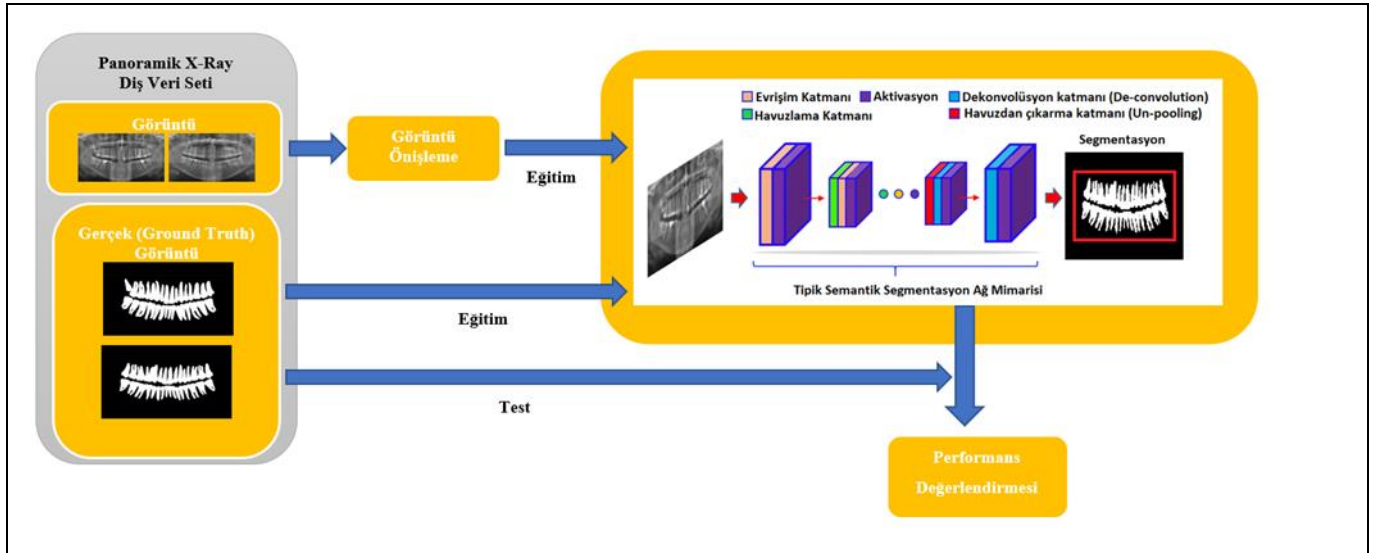 Panoramik X-Ray
Diş Veri Seti
Görüntü
Gerçek (Ground Truth)
Görüntü
Görüntü
Önişleme
Eğitim
Eğitim
Test
Evrişim Katmanı
Aktivasyon
Dekonvolüsyon katmanı (De-convolution)
Havuzlama Katmanı
Havuzdan çıkarma katmanı (Un-pooling)
Segmentasyon
Tipik Semantik Segmentasyon Ağ Mimarisi
Performans
Değerlendirmesi